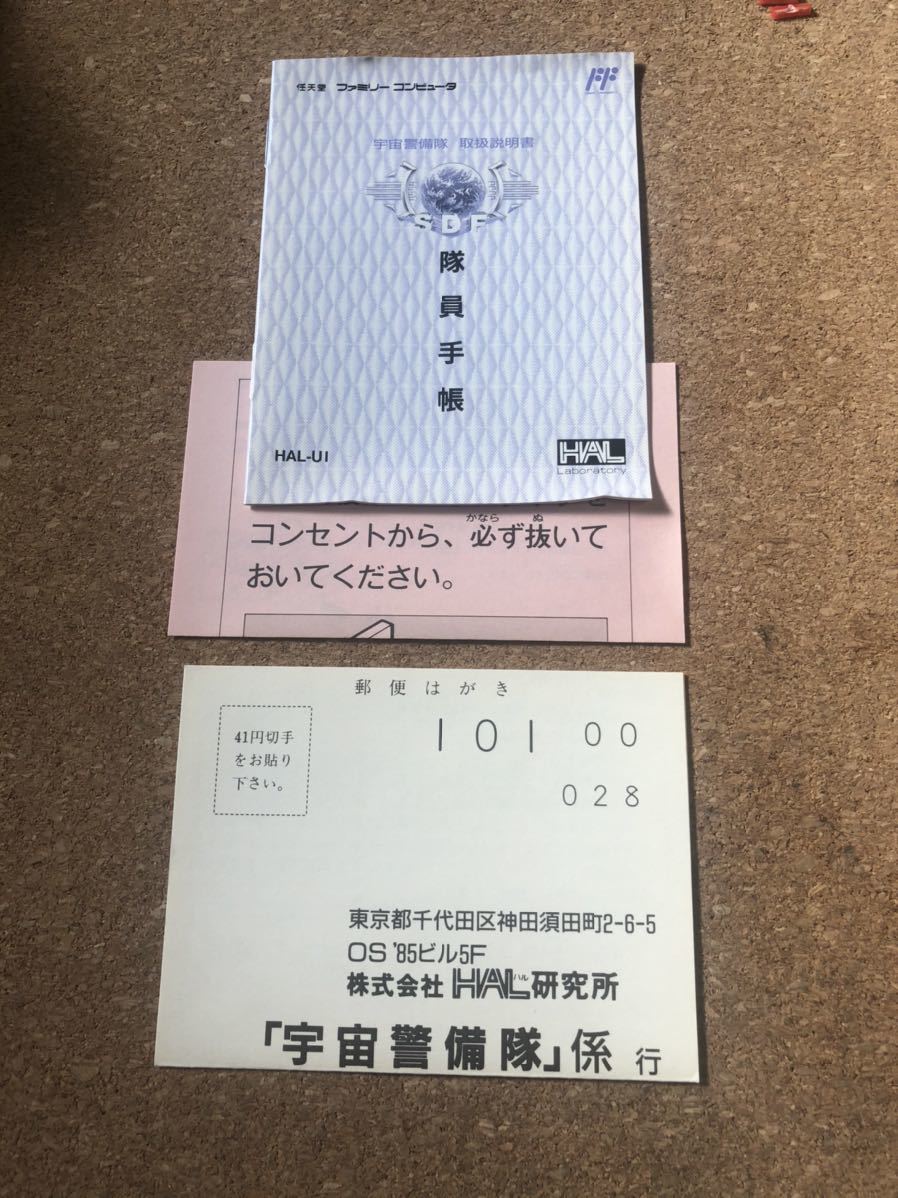 任天堂 ファミリーコンピュータ
FF
宇宙警備隊 取扱説明書
SDF
隊員手帳
HAL-UI
HAL
Laboratory
かなら ぬ
コンセントから、必ず抜いて
おいてください。
郵便はがき
41円切手
をお貼り
下さい。
101 00
028
東京都千代田区神田須田町2-6-5
OS '85ビル5F
ハル
株式会社 HAL研究所
「宇宙警備隊」係 行